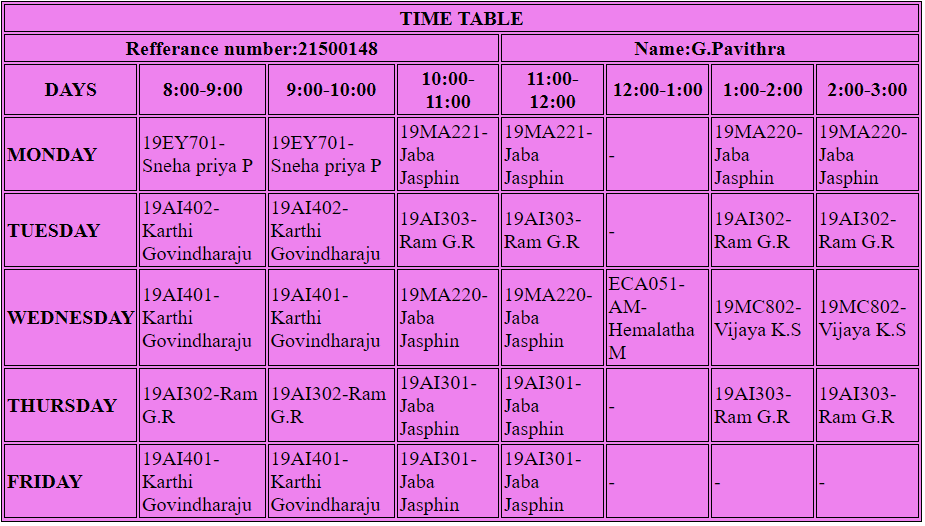 TIME TABLE
Refferance number:21500148 Name:G.Pavithra
DAYS 8:00-9:00 9:00-10:00 10:00-11:00 11:00-12:00 12:00-1:00 1:00-2:00 2:00-3:00
MONDAY 19EY701-Sneha priya P 19EY701-Sneha priya P 19MA221-Jaba Jasphin 19MA221-Jaba Jasphin - 19MA220-Jaba Jasphin 19MA220-Jaba Jasphin
TUESDAY 19AI402-Karthi Govindharaju 19AI402-Karthi Govindharaju 19AI303-Ram G.R 19AI303-Ram G.R - 19AI302-Ram G.R 19AI302-Ram G.R
WEDNESDAY 19AI401-Karthi Govindharaju 19AI401-Karthi Govindharaju 19MA220-Jaba Jasphin 19MA220-Jaba Jasphin ECA051-AM-Hemalatha M 19MC802-Vijaya K.S 19MC802-Vijaya K.S
THURSDAY 19AI302-Ram G.R 19AI302-Ram G.R 19AI301-Jaba Jasphin 19AI301-Jaba Jasphin - 19AI303-Ram G.R 19AI303-Ram G.R
FRIDAY 19AI401-Karthi Govindharaju 19AI401-Karthi Govindharaju 19AI301-Jaba Jasphin 19AI301-Jaba Jasphin - - -